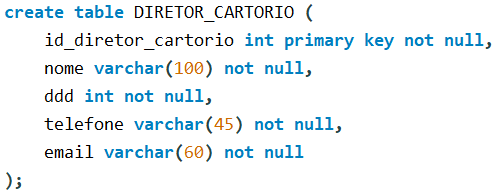 create table DIRETOR_CARTORIO (
    id_diretor_cartorio int primary key not null,
    nome varchar(100) not null,
    ddd int not null,
    telefone varchar(45) not null,
    email varchar(60) not null
);